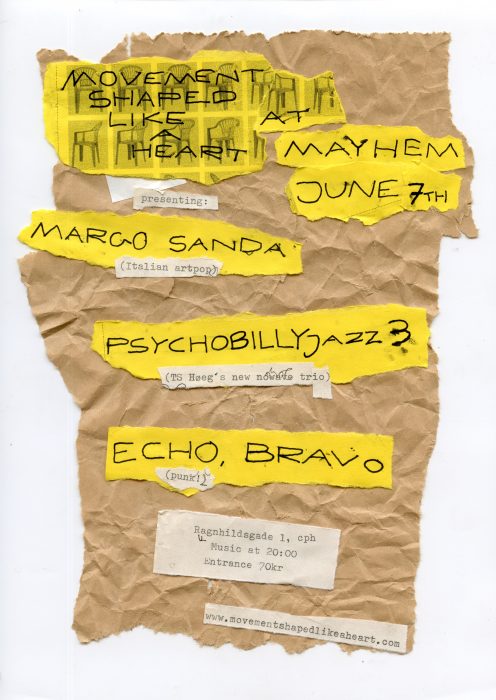 MOVEMENT
SHAPED
LIKE
A
HEART
AT
MAYHEM
JUNE 7TH
presenting:
MARGO SANDA
(Italian artpop)
PSYCHOBILLYJAZZ 3
(TS Høeg's new nowave trio)
ECHO, BRAVO
(punk!)
Ragnhildsgade 1, cph
Music at 20:00
Entrance 70kr
www.movementshapedlikeaheart.com